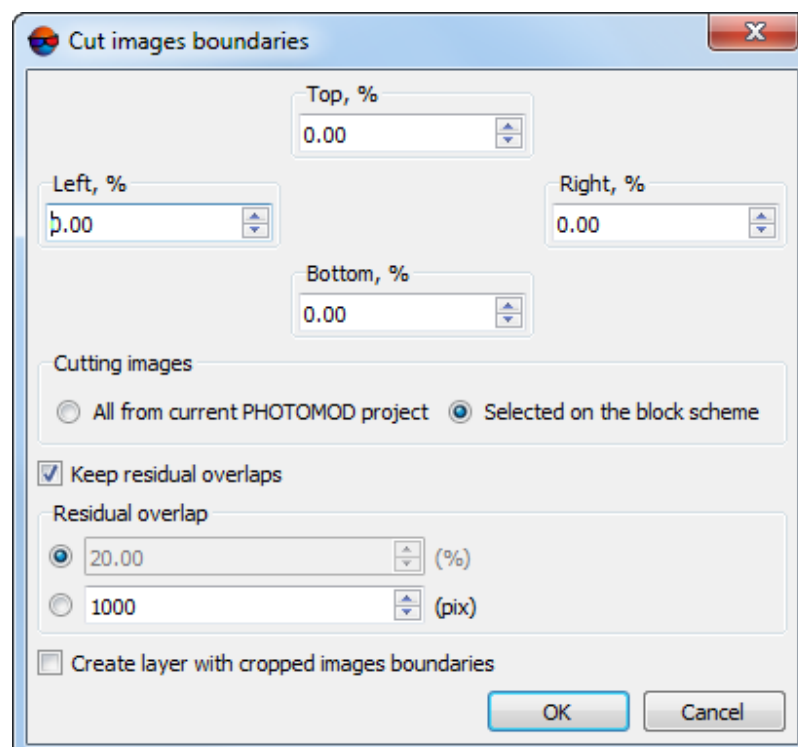 Cut images boundaries
Top, %
0.00
Left, %
0.00
Right, %
0.00
Bottom, %
0.00
Cutting images
All from current PHOTOMOD project
Selected on the block scheme
Keep residual overlaps
Residual overlap
20.00 (%)
1000 (pix)
Create layer with cropped images boundaries
OK
Cancel